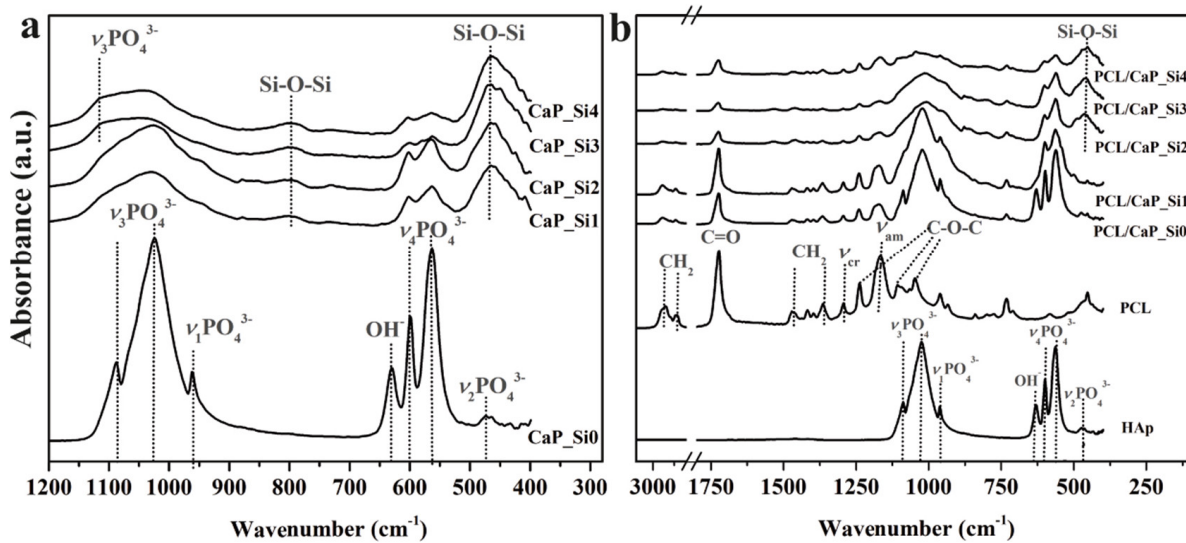 a
ν₃PO₄³⁻
Si-O-Si
Si-O-Si
CaP_Si4
CaP_Si3
CaP_Si2
CaP_Si1
ν₃PO₄³⁻
ν₁PO₄³⁻
OH⁻
ν₄PO₄³⁻
ν₂PO₄³⁻
CaP_Si0
Absorbance (a.u.)
1200 1100 1000 900 800 700 600 500 400 300
Wavenumber (cm⁻¹)
b
Si-O-Si
PCL/CaP_Si4
PCL/CaP_Si3
PCL/CaP_Si2
PCL/CaP_Si1
PCL/CaP_Si0
CH₂
C=O
CH₂
ν_cr
ν_am
C-O-C
PCL
ν₃PO₄³⁻
ν₁PO₄³⁻
OH⁻
ν₄PO₄³⁻
ν₂PO₄³⁻
HAp
3000 1750 1500 1250 1000 750 500 250
Wavenumber (cm⁻¹)